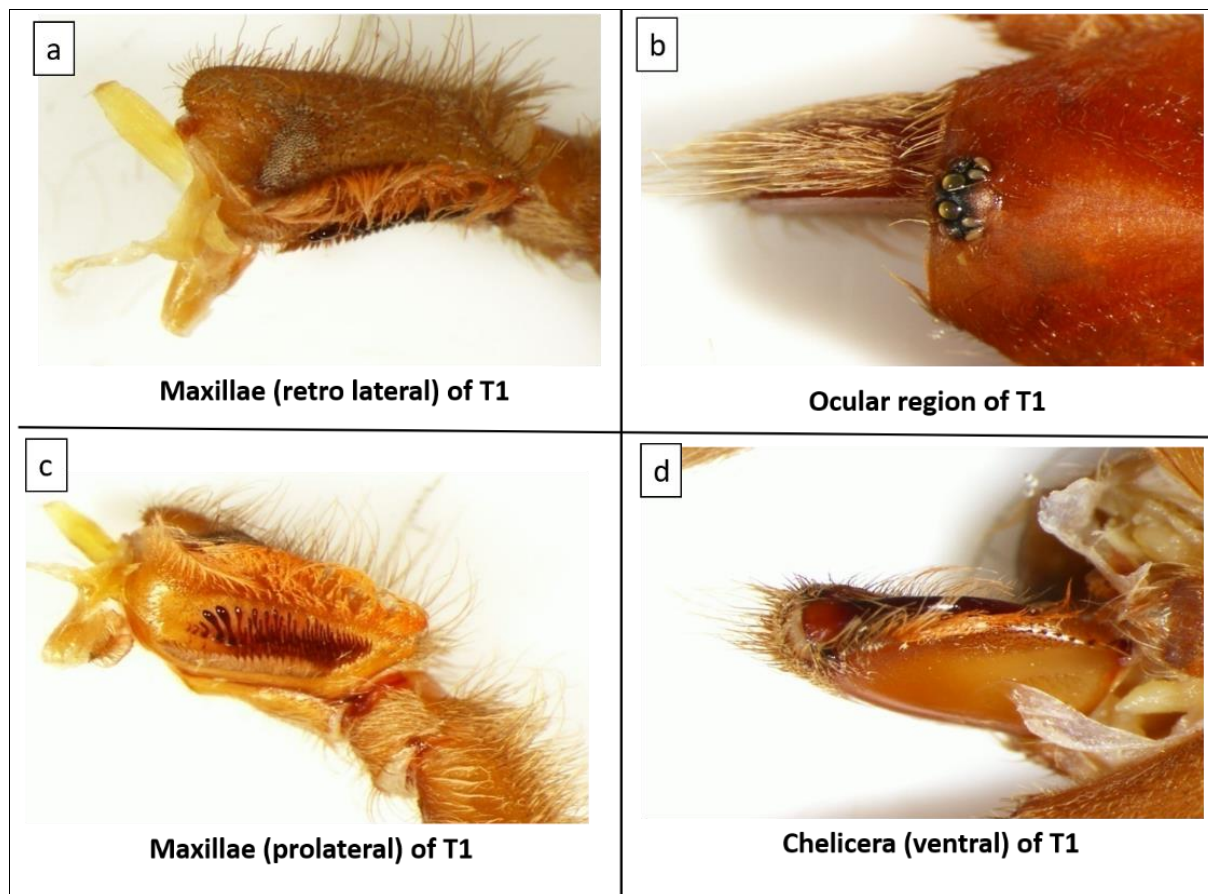 a
b
Maxillae (retro lateral) of T1
Ocular region of T1
c
d
Maxillae (prolateral) of T1
Chelicera (ventral) of T1